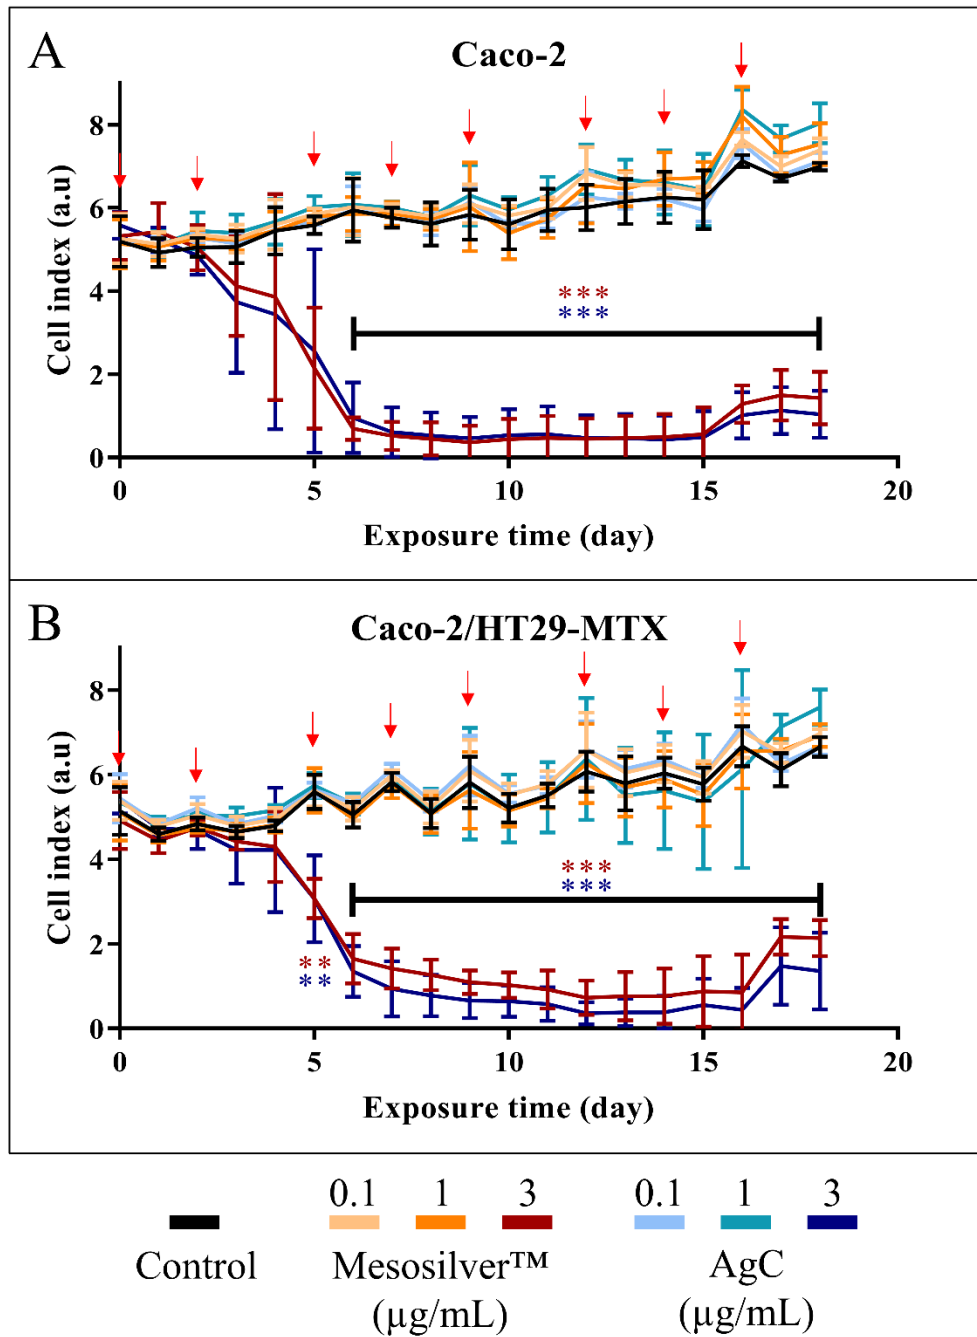 A
Caco-2
Cell index (a.u)
8
6
4
2
0
***
***
0 5 10 15 20
Exposure time (day)
B
Caco-2/HT29-MTX
Cell index (a.u)
8
6
4
2
0
***
***
**
**
0 5 10 15 20
Exposure time (day)
0.1 1 3 0.1 1 3
Control Mesosilver™ AgC
(µg/mL) (µg/mL)